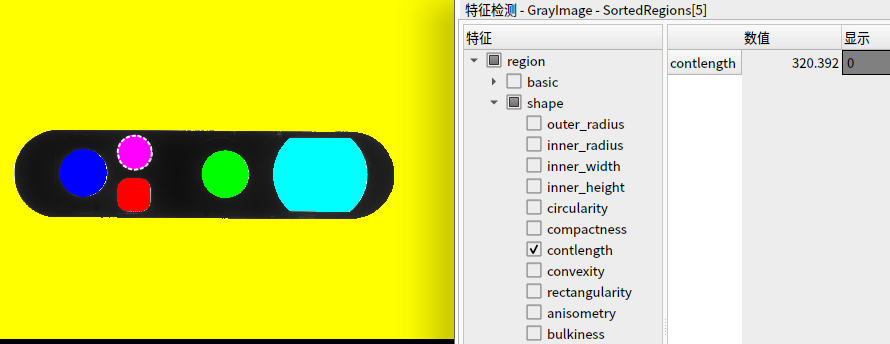 特征检测 - GrayImage - SortedRegions[5]
特征
数值
显示
region
contlength
320.392
0
basic
shape
outer_radius
inner_radius
inner_width
inner_height
circularity
compactness
contlength
convexity
rectangularity
anisometry
bulkiness